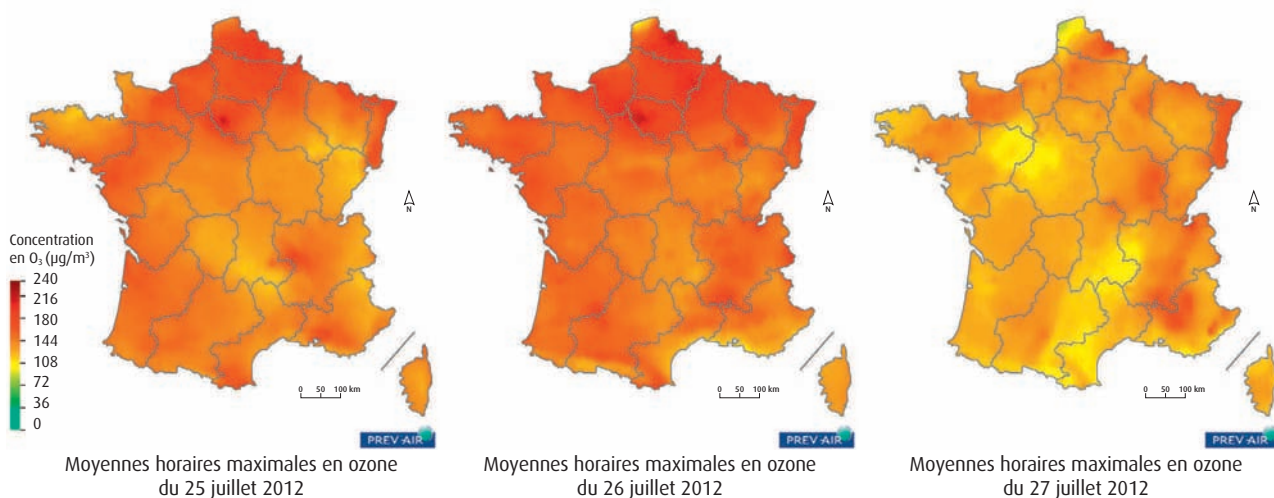 Concentration
en O₃ (µg/m³)
240
216
180
144
108
72
36
0
N
0 50 100 km
PREV AIR
Moyennes horaires maximales en ozone
du 25 juillet 2012
N
0 50 100 km
PREV AIR
Moyennes horaires maximales en ozone
du 26 juillet 2012
N
0 50 100 km
PREV AIR
Moyennes horaires maximales en ozone
du 27 juillet 2012